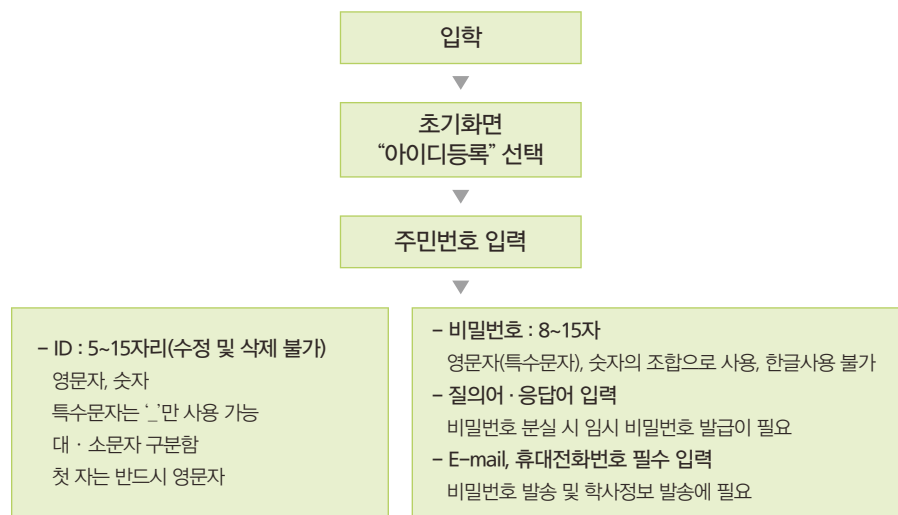 입학
초기화면
“아이디등록” 선택
주민번호 입력
– ID : 5~15자리(수정 및 삭제 불가)
영문자, 숫자
특수문자는 ‘_’만 사용 가능
대 · 소문자 구분함
첫 자는 반드시 영문자
– 비밀번호 : 8~15자
영문자(특수문자), 숫자의 조합으로 사용, 한글사용 불가
– 질의어 · 응답어 입력
비밀번호 분실 시 임시 비밀번호 발급이 필요
– E–mail, 휴대전화번호 필수 입력
비밀번호 발송 및 학사정보 발송에 필요